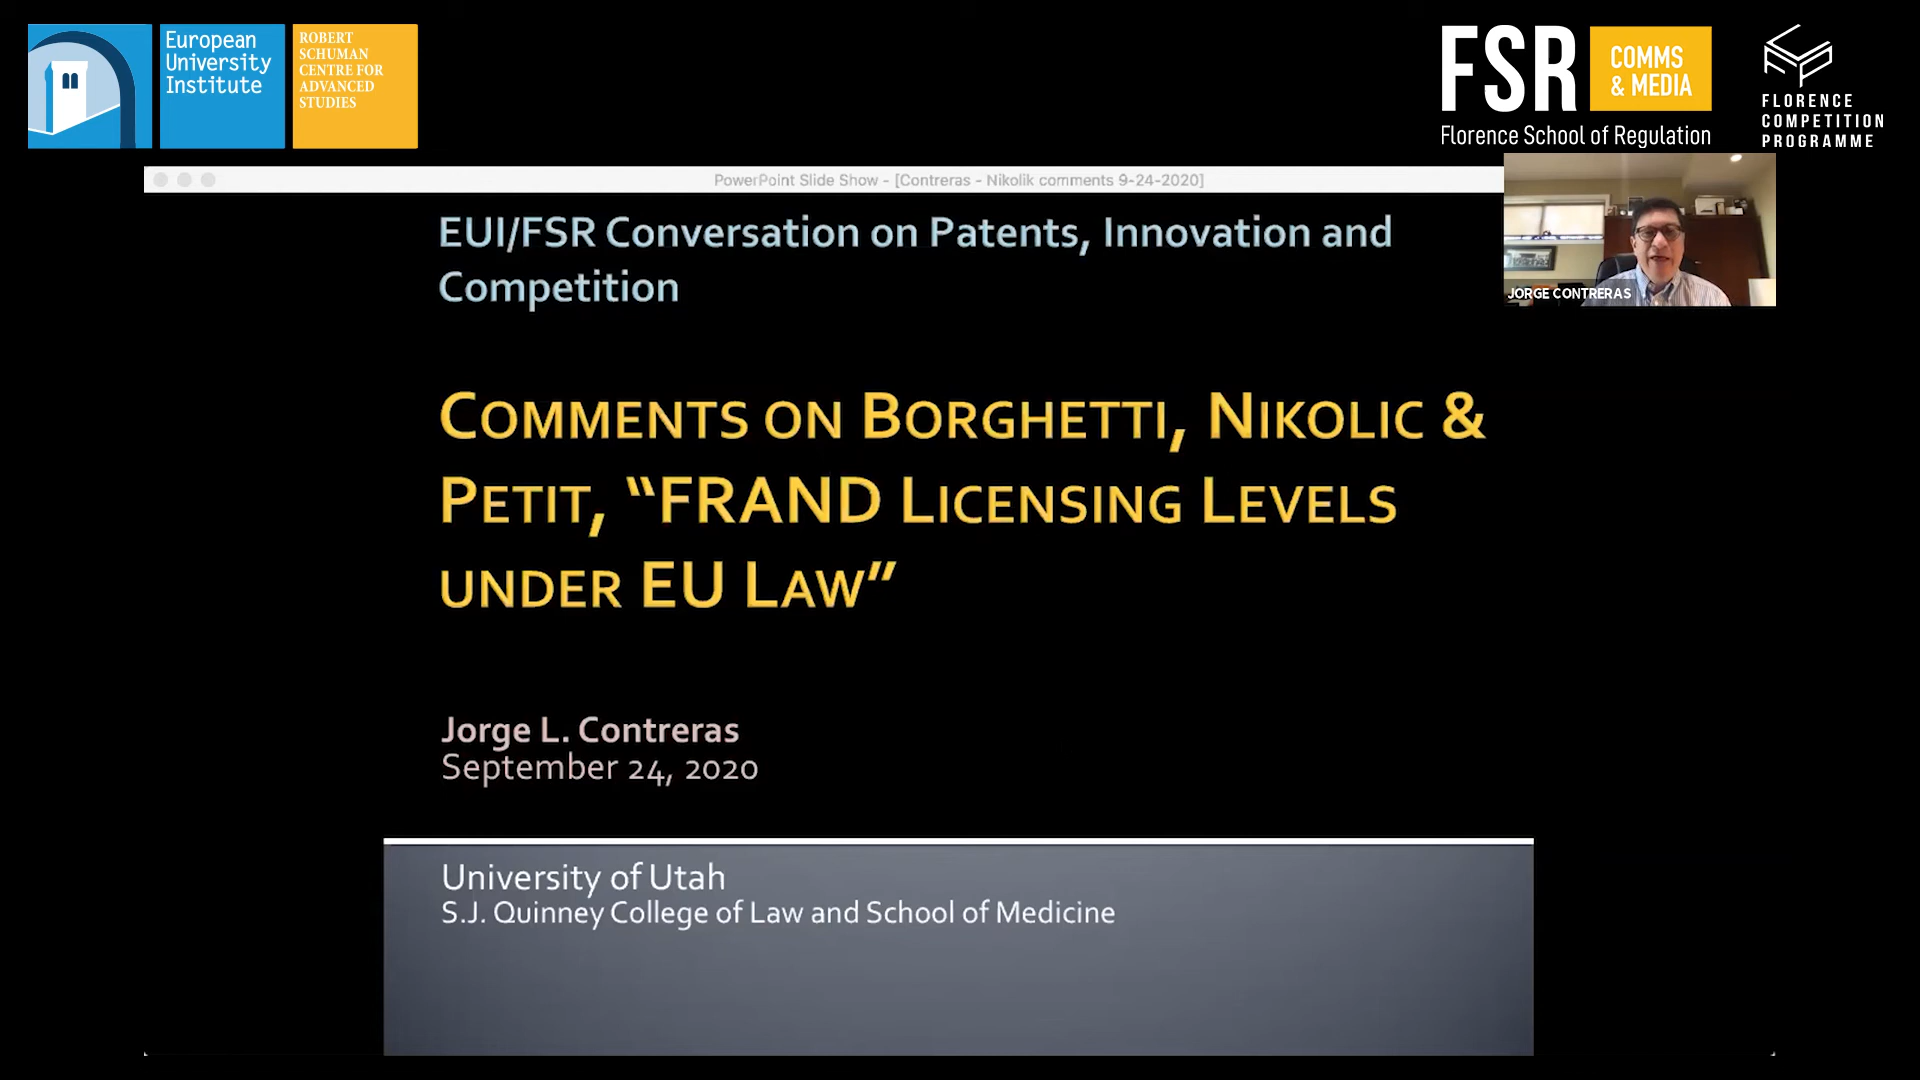 European
University
Institute
ROBERT
SCHUMAN
CENTRE FOR
ADVANCED
STUDIES
FSR
COMMS
& MEDIA
Florence School of Regulation
FLORENCE
COMPETITION
PROGRAMME
PowerPoint Slide Show - [Contreras - Nikolik comments 9-24-2020]
JORGE CONTRERAS
EUI/FSR Conversation on Patents, Innovation and
Competition
COMMENTS ON BORGHETTI, NIKOLIC &
PETIT, “FRAND LICENSING LEVELS
UNDER EU LAW”
Jorge L. Contreras
September 24, 2020
University of Utah
S.J. Quinney College of Law and School of Medicine